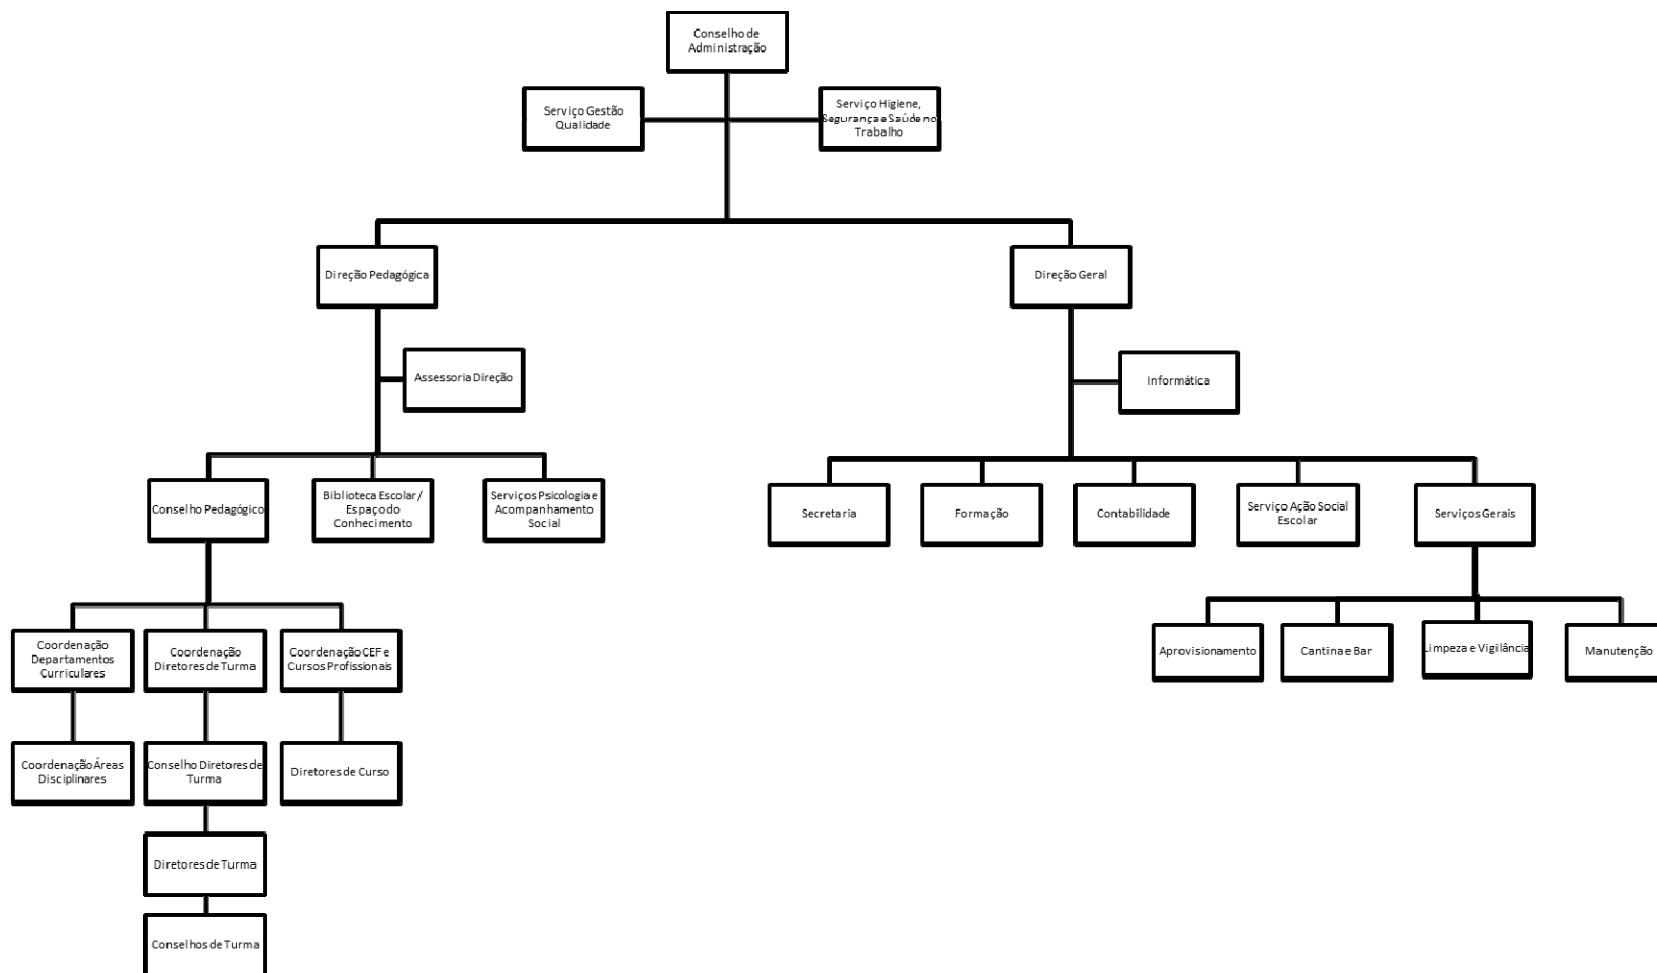 Conselho de
Administração
Serviço Gestão
Qualidade
Serviço Higiene,
Segurança e Saúde no
Trabalho
Direção Pedagógica
Direção Geral
Assessoria Direção
Informática
Conselho Pedagógico
Biblioteca Escolar/
Espaço do
Conhecimento
Serviços Psicologia e
Acompanhamento
Social
Secretaria
Formação
Contabilidade
Serviço Ação Social
Escolar
Serviços Gerais
Coordenação
Departamentos
Curriculares
Coordenação
Diretores de Turma
Coordenação CEF e
Cursos Profissionais
Aprovisionamento
Cantina e Bar
Limpeza e Vigilância
Manutenção
Coordenação Áreas
Disciplinares
Conselho Diretores de
Turma
Diretores de Curso
Diretores de Turma
Conselhos de Turma